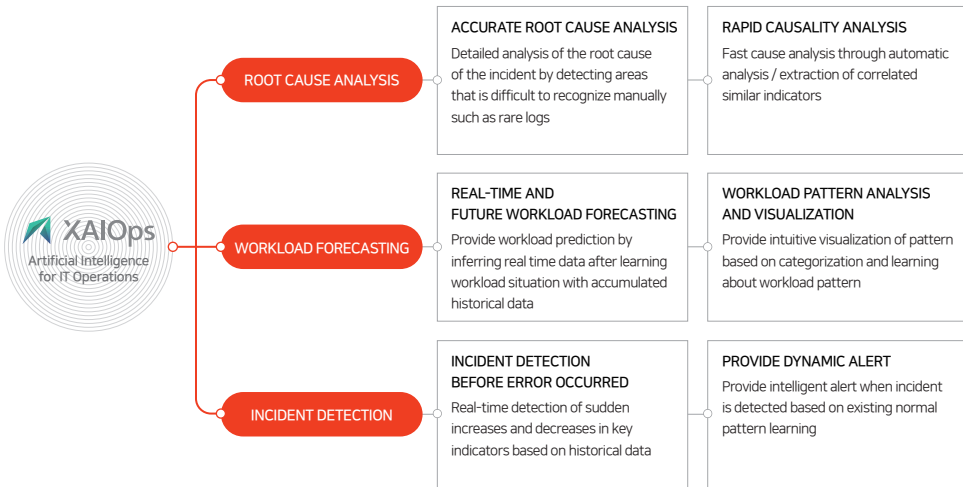 XAIOps
Artificial Intelligence
for IT Operations
ROOT CAUSE ANALYSIS
ACCURATE ROOT CAUSE ANALYSIS
Detailed analysis of the root cause
of the incident by detecting areas
that is difficult to recognize manually
such as rare logs
RAPID CAUSALITY ANALYSIS
Fast cause analysis through automatic
analysis / extraction of correlated
similar indicators
WORKLOAD FORECASTING
REAL-TIME AND
FUTURE WORKLOAD FORECASTING
Provide workload prediction by
inferring real time data after learning
workload situation with accumulated
historical data
WORKLOAD PATTERN ANALYSIS
AND VISUALIZATION
Provide intuitive visualization of pattern
based on categorization and learning
about workload pattern
INCIDENT DETECTION
INCIDENT DETECTION
BEFORE ERROR OCCURRED
Real-time detection of sudden
increases and decreases in key
indicators based on historical data
PROVIDE DYNAMIC ALERT
Provide intelligent alert when incident
is detected based on existing normal
pattern learning